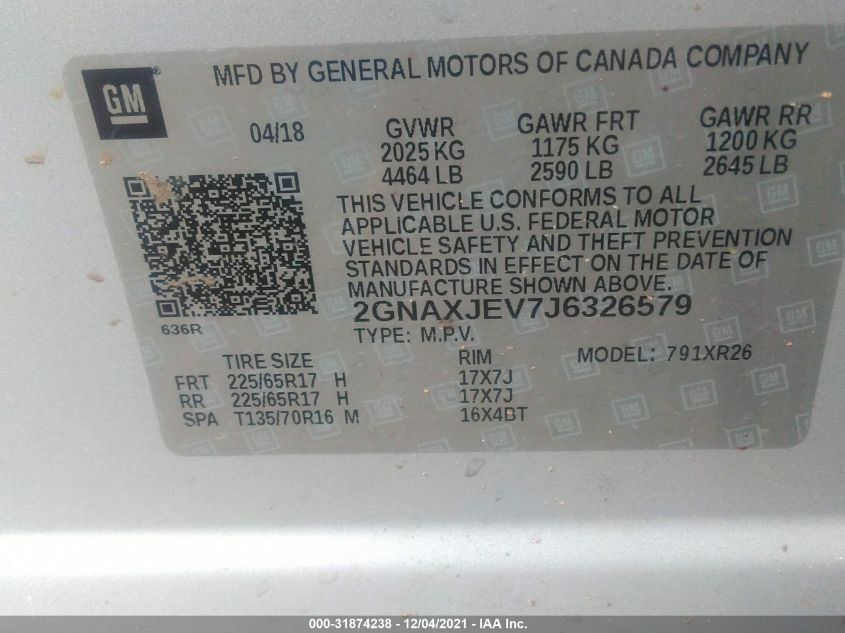 GM
MFD BY GENERAL MOTORS OF CANADA COMPANY
04/18 GVWR GAWR FRT GAWR RR
2025 KG 1175 KG 1200 KG
4464 LB 2590 LB 2645 LB
THIS VEHICLE CONFORMS TO ALL
APPLICABLE U.S. FEDERAL MOTOR
VEHICLE SAFETY AND THEFT PREVENTION
STANDARDS IN EFFECT ON THE DATE OF
MANUFACTURE SHOWN ABOVE.
2GNAXJEV7J6326579
636R
TYPE: M.P.V.
TIRE SIZE RIM MODEL: 791XR26
FRT 225/65R17 H 17X7J
RR 225/65R17 H 17X7J
SPA T135/70R16 M 16X4BT
000-31874238 - 12/04/2021 - IAAI. Inc.